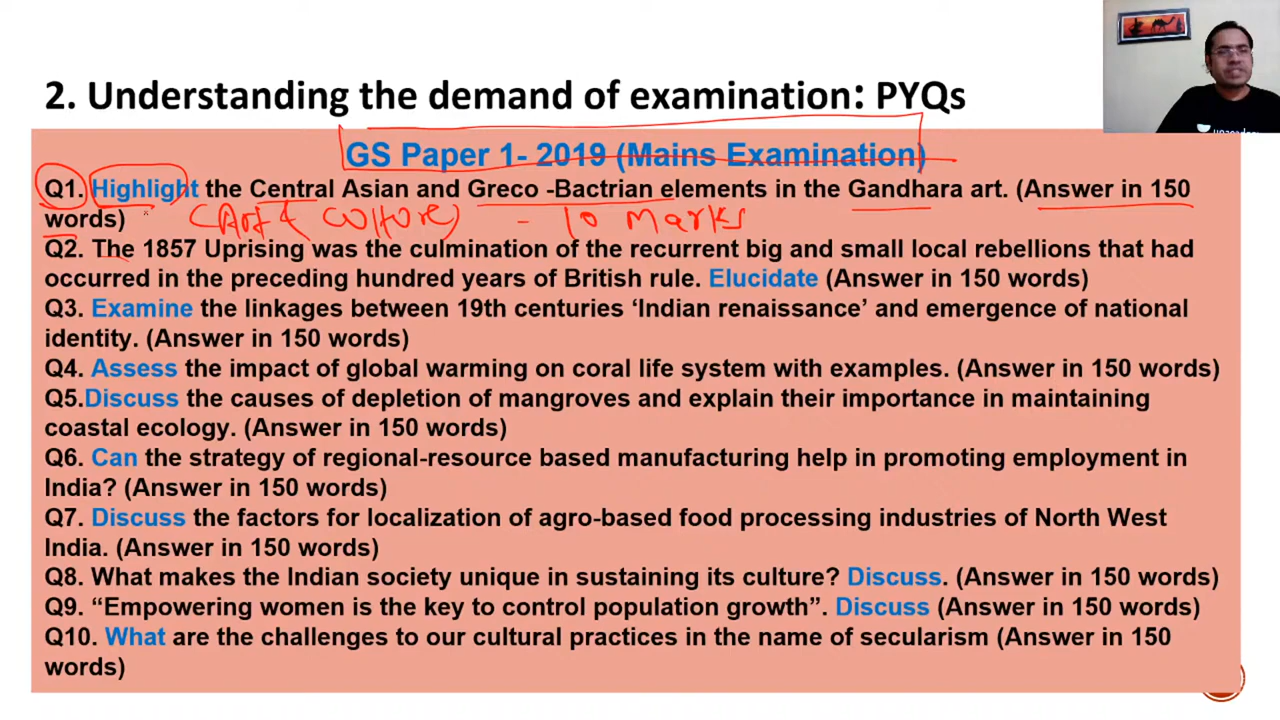 2. Understanding the demand of examination: PYQs
GS Paper 1- 2019 (Mains Examination)
Q1. Highlight the Central Asian and Greco -Bactrian elements in the Gandhara art. (Answer in 150
words) (Art & Culture) - 10 Marks
Q2. The 1857 Uprising was the culmination of the recurrent big and small local rebellions that had
occurred in the preceding hundred years of British rule. Elucidate (Answer in 150 words)
Q3. Examine the linkages between 19th centuries ‘Indian renaissance’ and emergence of national
identity. (Answer in 150 words)
Q4. Assess the impact of global warming on coral life system with examples. (Answer in 150 words)
Q5.Discuss the causes of depletion of mangroves and explain their importance in maintaining
coastal ecology. (Answer in 150 words)
Q6. Can the strategy of regional-resource based manufacturing help in promoting employment in
India? (Answer in 150 words)
Q7. Discuss the factors for localization of agro-based food processing industries of North West
India. (Answer in 150 words)
Q8. What makes the Indian society unique in sustaining its culture? Discuss. (Answer in 150 words)
Q9. “Empowering women is the key to control population growth”. Discuss (Answer in 150 words)
Q10. What are the challenges to our cultural practices in the name of secularism (Answer in 150
words)